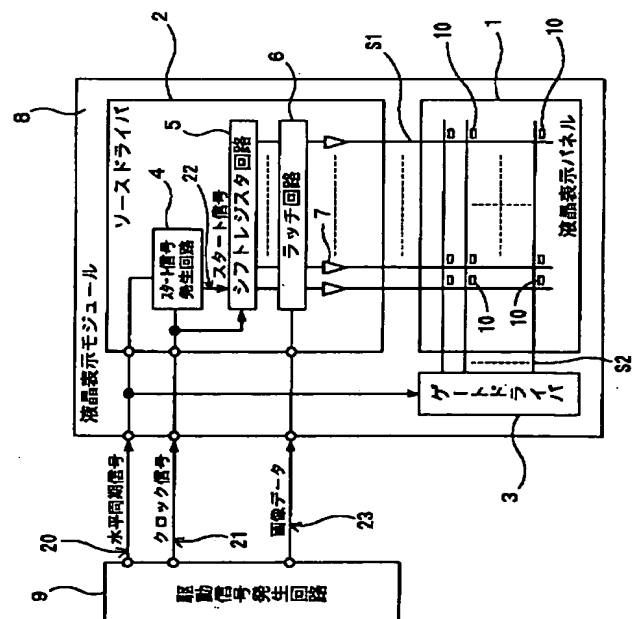 8
液晶表示モジュール
2
ソースドライバ
4
スタート信号
発生回路
22
スタート信号
5
シフトレジスタ回路
6
ラッチ回路
7
S1
10
1
10
10
10
液晶表示パネル
S2
ゲートドライバ
3
20
水平同期信号
クロック信号
21
画像データ
23
9
駆動信号発生回路